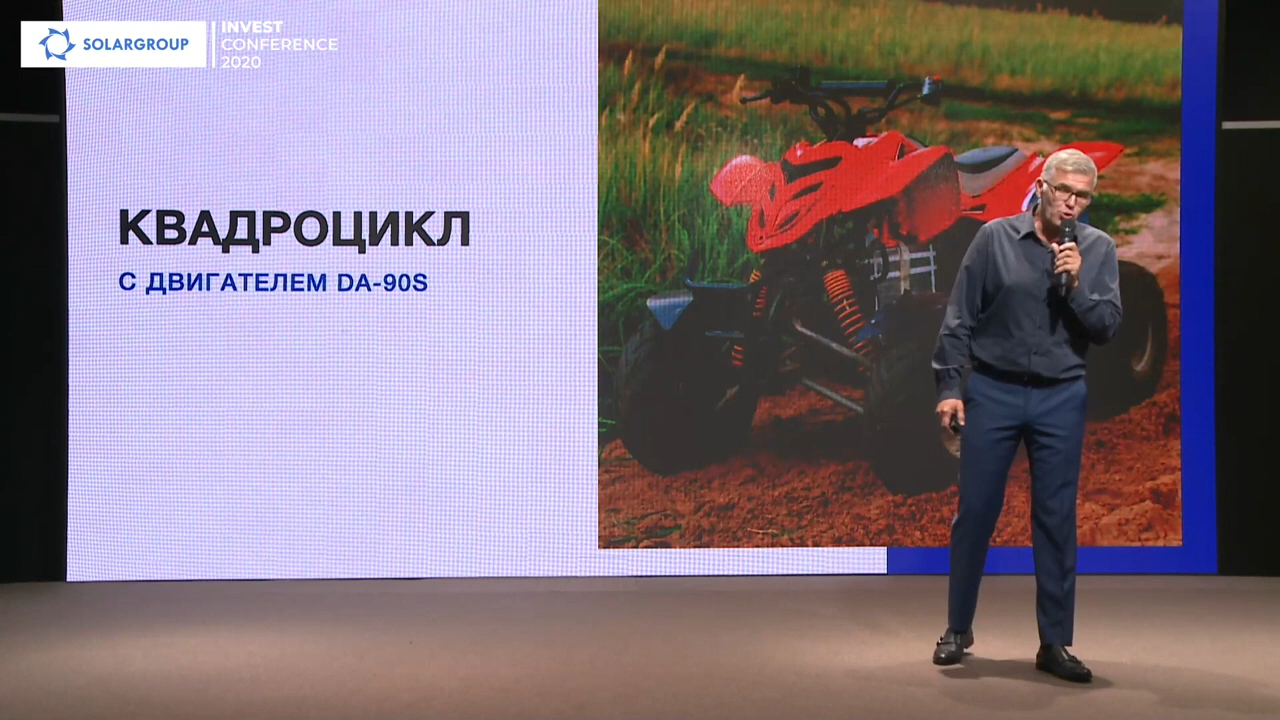 SOLARGROUP
INVEST
CONFERENCE
2020
КВАДРОЦИКЛ
С ДВИГАТЕЛЕМ DA-90S